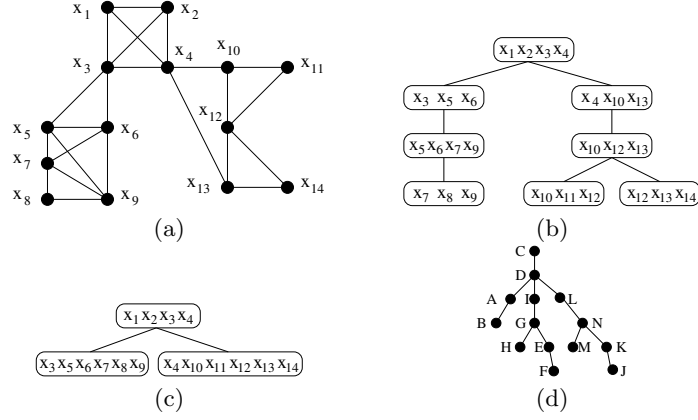 x₁ x₂
x₃ x₄ x₁₀ x₁₁
x₅ x₆ x₁₂
x₇
x₈ x₉ x₁₃ x₁₄
(a)
x₁ x₂ x₃ x₄
x₃ x₅ x₆ x₄ x₁₀ x₁₃
x₅ x₆ x₇ x₉ x₁₀ x₁₂ x₁₃
x₇ x₈ x₉ x₁₀ x₁₁ x₁₂ x₁₂ x₁₃ x₁₄
(b)
x₁ x₂ x₃ x₄
x₃ x₅ x₆ x₇ x₈ x₉ x₄ x₁₀ x₁₁ x₁₂ x₁₃ x₁₄
(c)
C
D
A I L
B G N
H E M K
F J
(d)